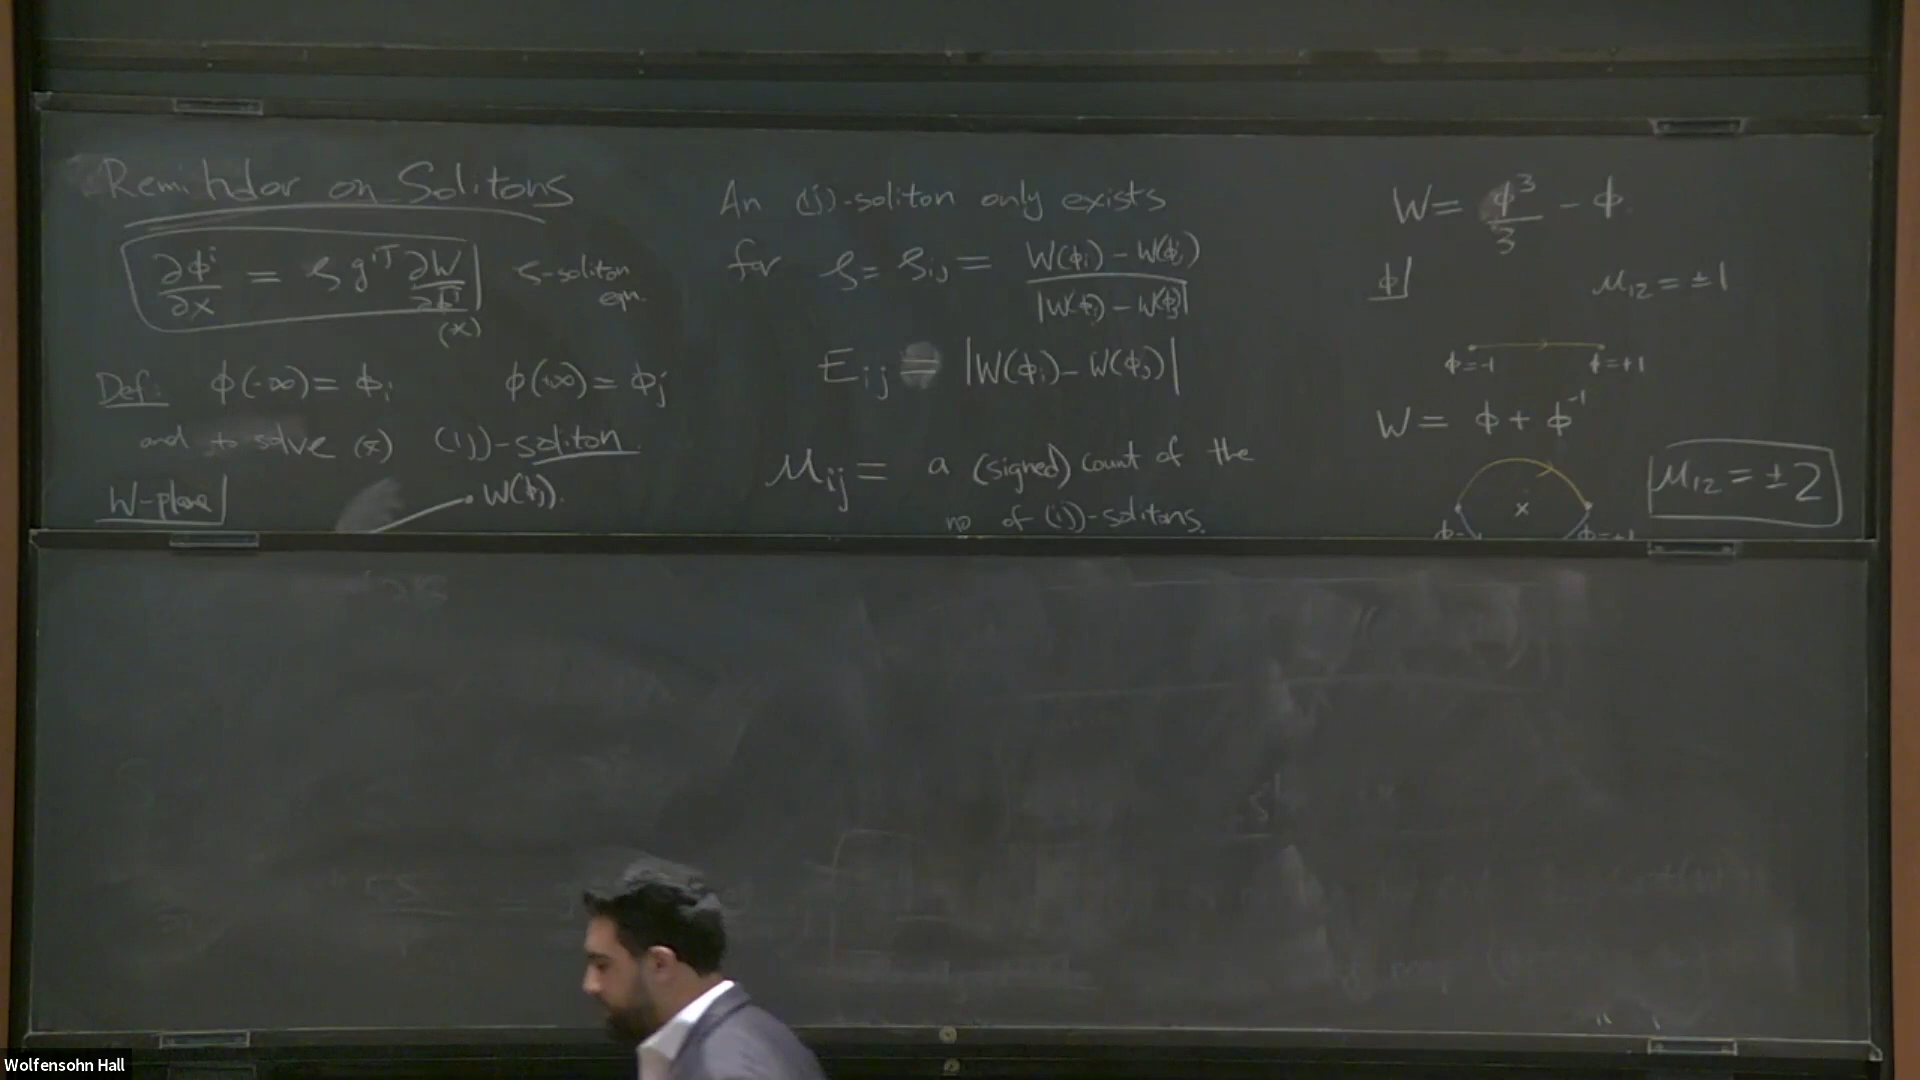 Reminder on Solitons
∂φ^i/∂x = ζ g^{iJ̄} ∂W̄/∂φ̄^J̄ (*)
ζ-soliton eqn.
Def: φ(-∞) = φ_i φ(+∞) = φ_j
and to solve (*) (ij)-soliton
W-plane
W(φ_j).
An (ij)-soliton only exists
for ζ = ζ_ij = W(φ_i) - W(φ_j) / |W(φ_i) - W(φ_j)|
E_ij = |W(φ_i) - W(φ_j)|
μ_ij = a (signed) count of the
no of (ij)-solitons.
W = φ³/3 - φ
φ
μ_12 = ±1
φ=-1 φ=+1
W = φ + φ^{-1}
μ_12 = ±2
×
Wolfensohn Hall